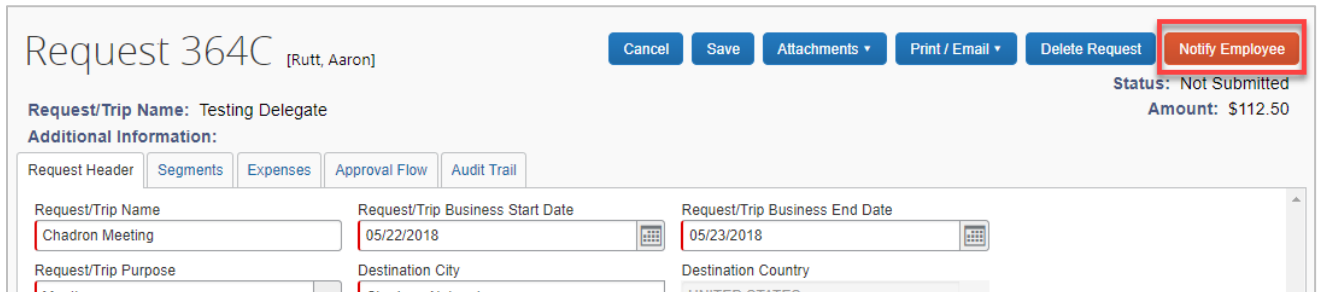 Request 364C [Rutt, Aaron]
Cancel Save Attachments ▾ Print / Email ▾ Delete Request Notify Employee
Status: Not Submitted
Request/Trip Name: Testing Delegate
Amount: $112.50
Additional Information:
Request Header Segments Expenses Approval Flow Audit Trail
Request/Trip Name Request/Trip Business Start Date Request/Trip Business End Date
Chadron Meeting 05/22/2018 05/23/2018
Request/Trip Purpose Destination City Destination Country
UNITED STATES